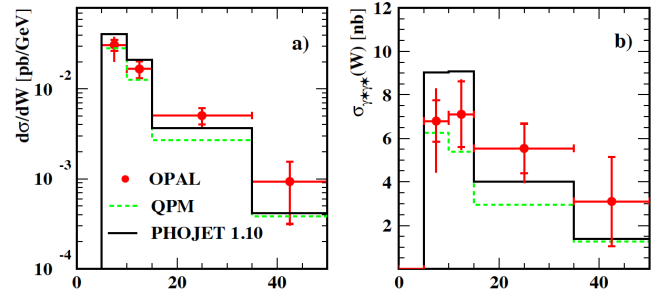 dσ/dW [pb/GeV]
10⁻²
10⁻³
10⁻⁴
a)
OPAL
QPM
PHOJET 1.10
0 20 40
σγ*γ*(W) [nb]
12
10
8
6
4
2
b)
0 20 40